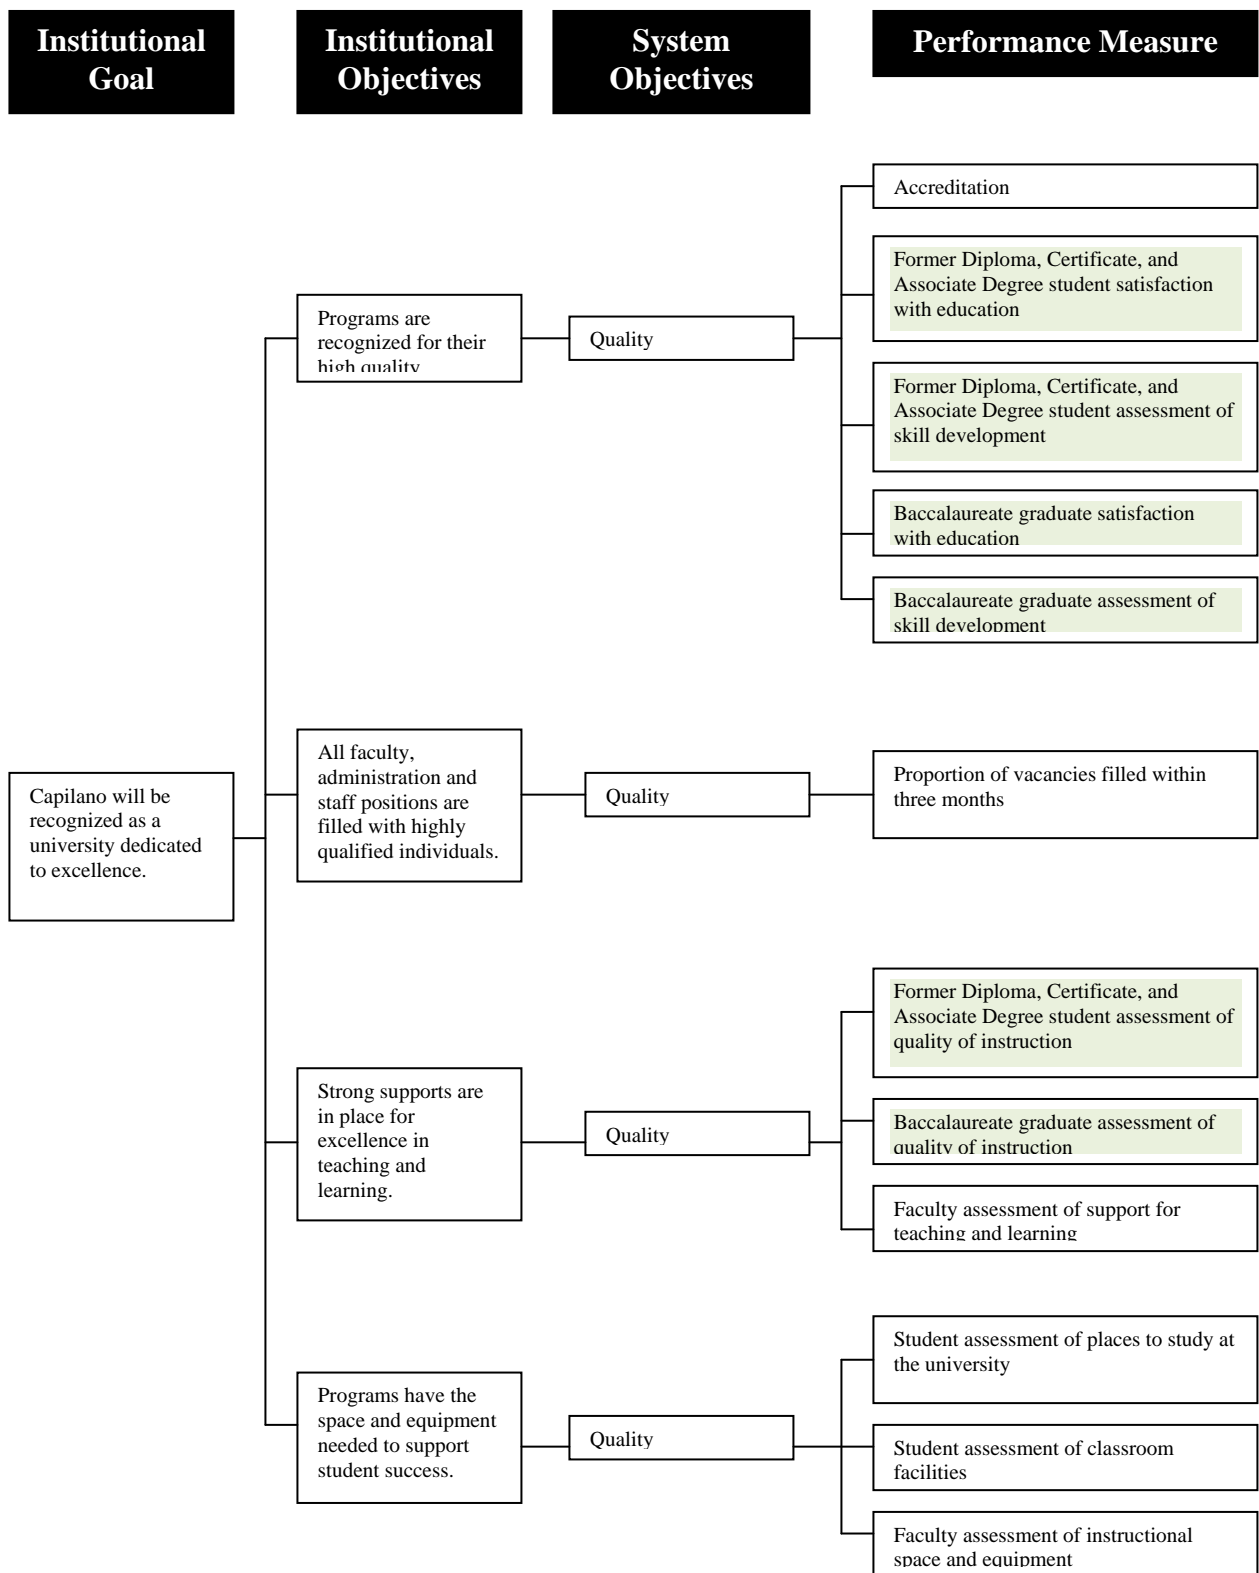 Institutional
Goal
Institutional
Objectives
System
Objectives
Performance Measure
Capilano will be
recognized as a
university dedicated
to excellence.
Programs are
recognized for their
high quality
Quality
Accreditation
Former Diploma, Certificate, and
Associate Degree student satisfaction
with education
Former Diploma, Certificate, and
Associate Degree student assessment of
skill development
Baccalaureate graduate satisfaction
with education
Baccalaureate graduate assessment of
skill development
All faculty,
administration and
staff positions are
filled with highly
qualified individuals.
Quality
Proportion of vacancies filled within
three months
Strong supports are
in place for
excellence in
teaching and
learning.
Quality
Former Diploma, Certificate, and
Associate Degree student assessment of
quality of instruction
Baccalaureate graduate assessment of
quality of instruction
Faculty assessment of support for
teaching and learning
Programs have the
space and equipment
needed to support
student success.
Quality
Student assessment of places to study at
the university
Student assessment of classroom
facilities
Faculty assessment of instructional
space and equipment